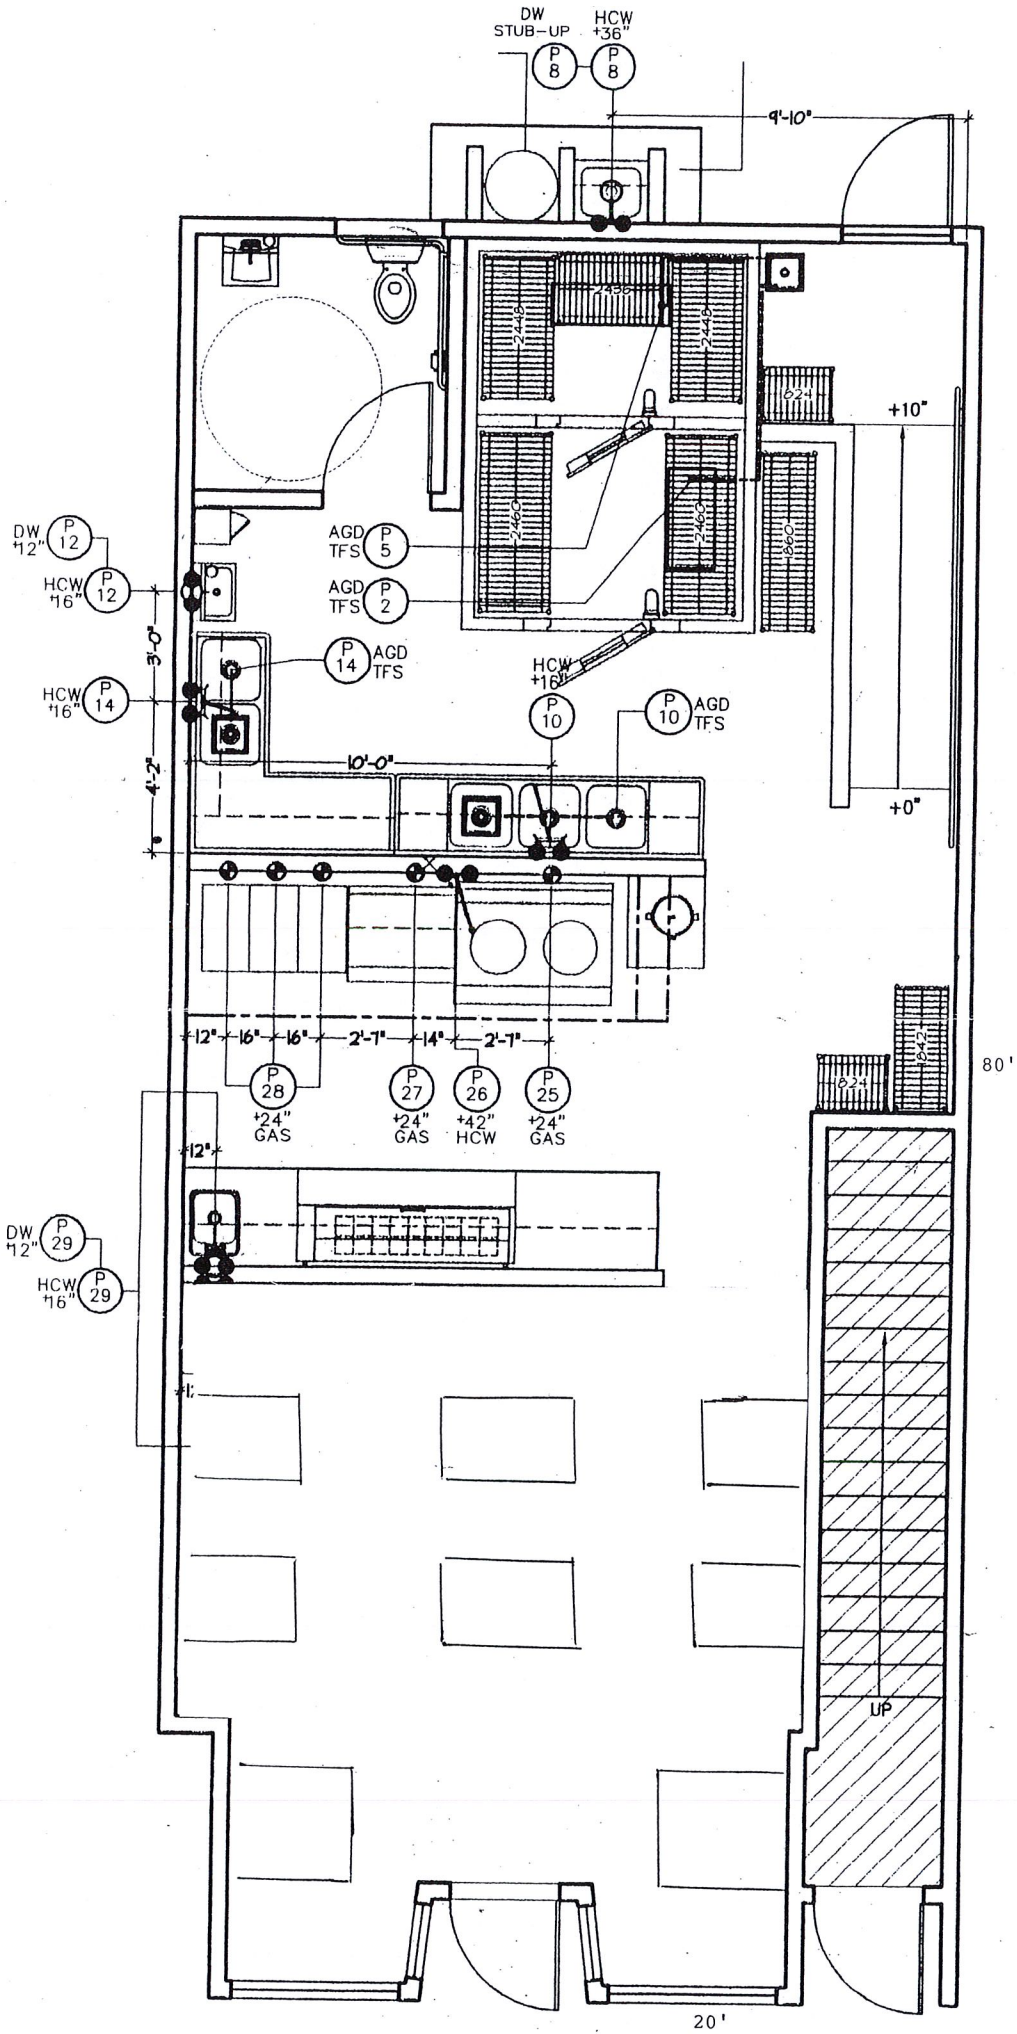 DW
STUB-UP
HCW
+36"
P
8
P
8
9'-10"
2448
2436
2448
824
+10"
2460
2460
1860
DW
+12"
P
12
HCW
+16"
P
12
AGD
TFS
P
5
AGD
TFS
P
2
3'-0"
P
14
AGD
TFS
HCW
+16"
P
14
HCW
+16"
P
10
P
10
AGD
TFS
4'-2"
10'-0"
+0"
12"
16"
16"
2'-7"
14"
2'-7"
P
28
+24"
GAS
P
27
+24"
GAS
P
26
+42"
HCW
P
25
+24"
GAS
1842
1824
80'
12"
DW
+12"
P
29
HCW
+16"
P
29
UP
20'